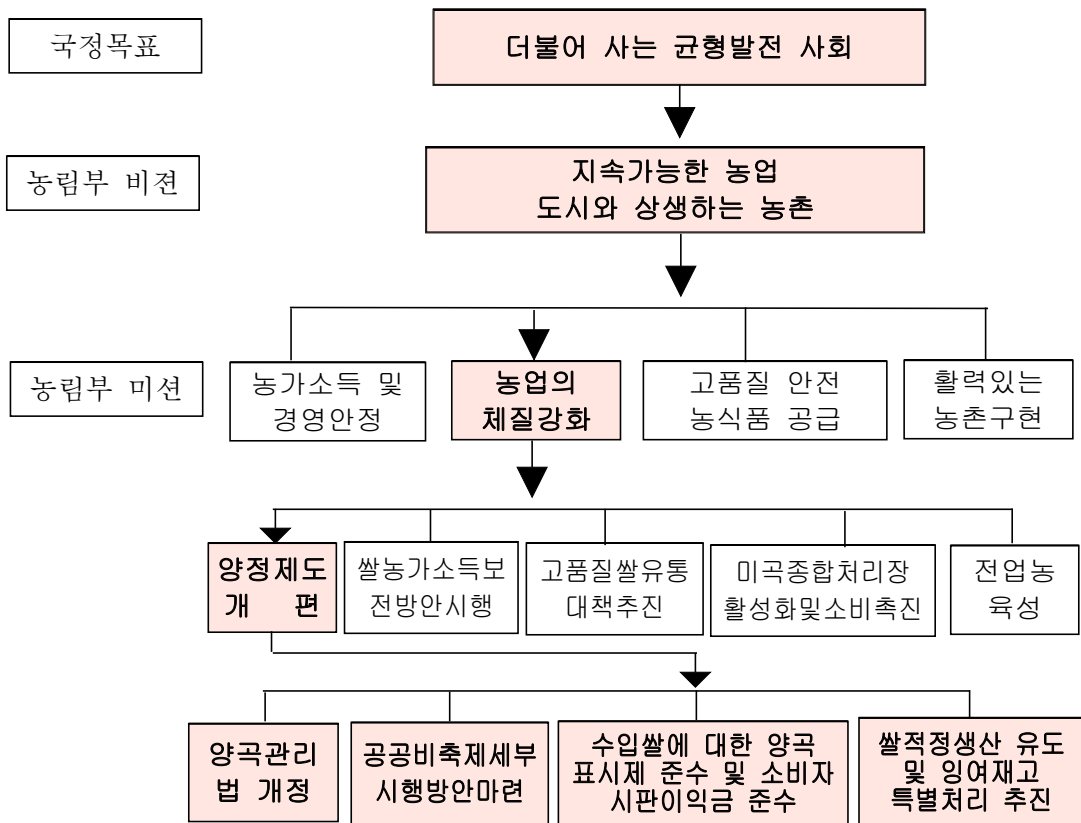 국정목표
더불어 사는 균형발전 사회
농림부 비젼
지속가능한 농업
도시와 상생하는 농촌
농림부 미션
농가소득 및
경영안정
농업의
체질강화
고품질 안전
농식품 공급
활력있는
농촌구현
양정제도
개 편
쌀농가소득보
전방안시행
고품질쌀유통
대책추진
미곡종합처리장
활성화및소비촉진
전업농
육성
양곡관리
법 개정
공공비축제세부
시행방안마련
수입쌀에 대한 양곡
표시제 준수 및 소비자
시판이익금 준수
쌀적정생산 유도
및 잉여재고
특별처리 추진